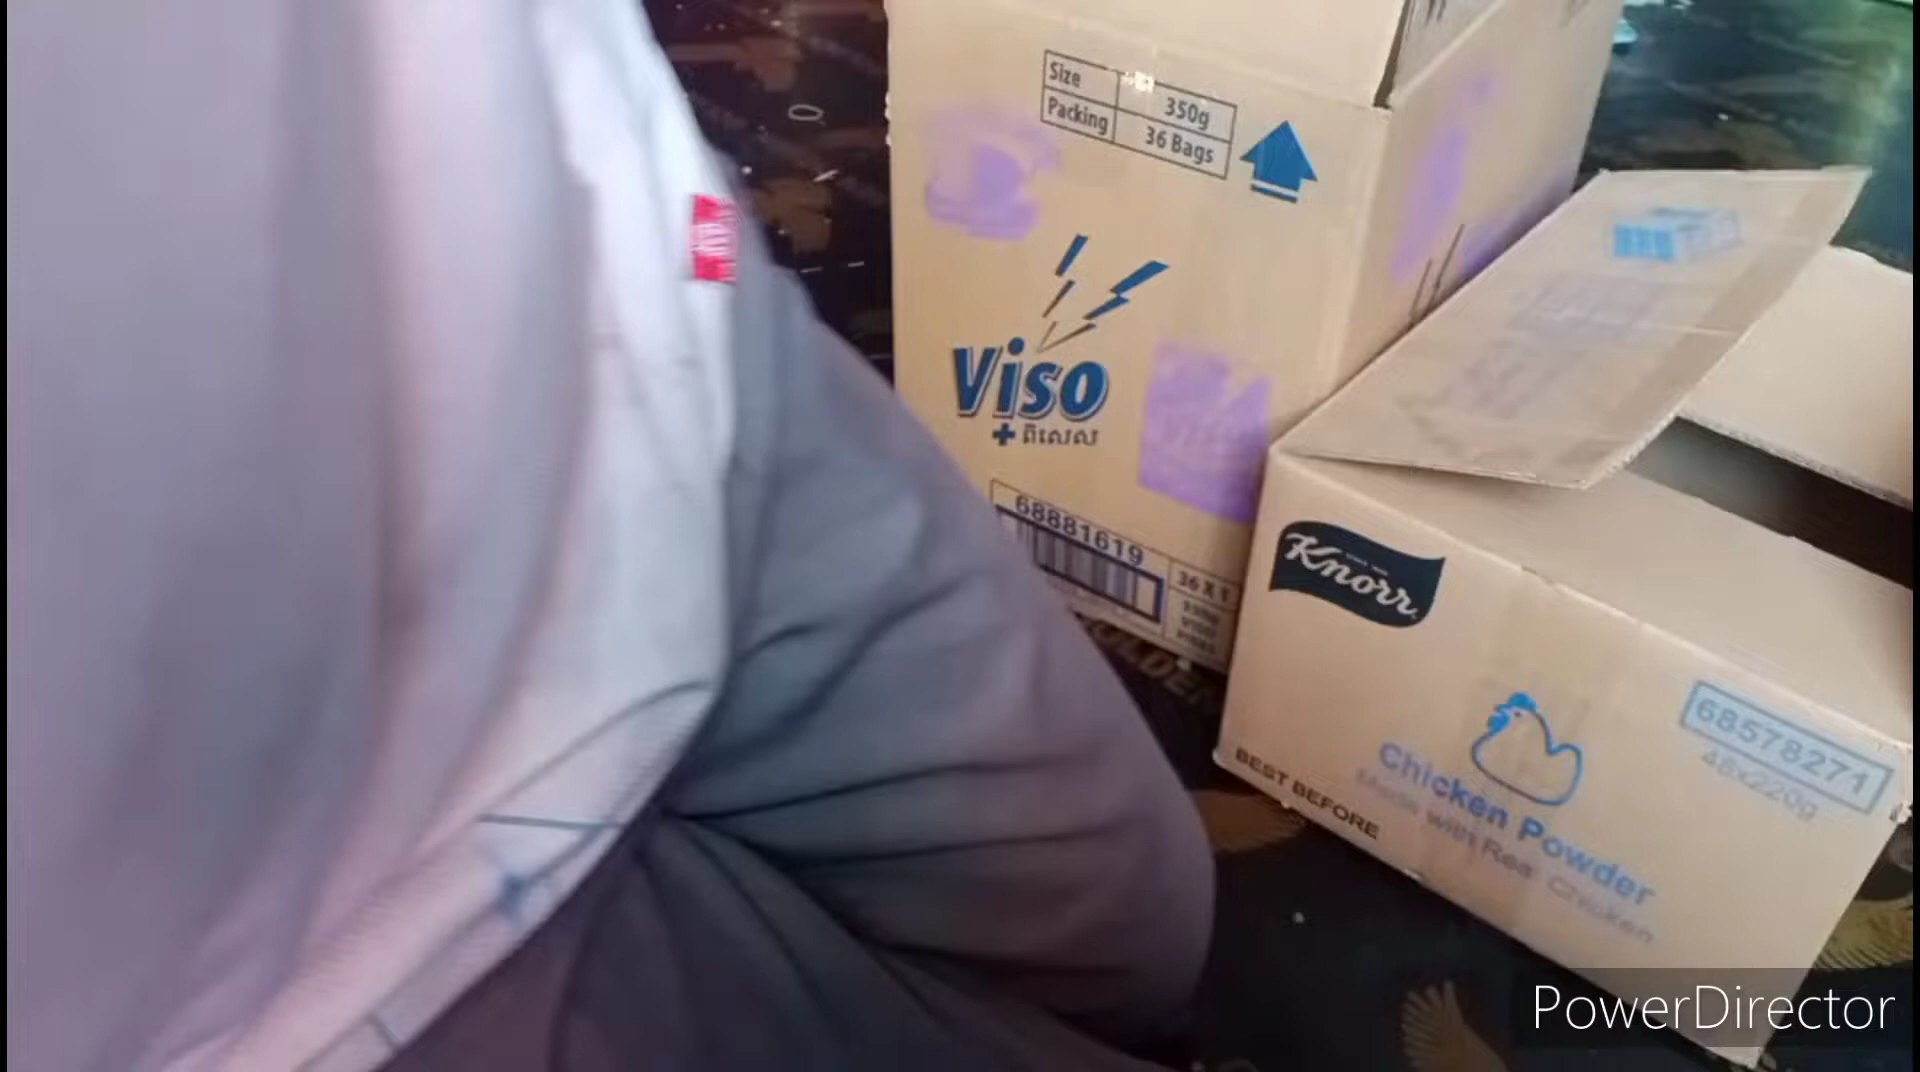 Size 350g
Packing 36 Bags
Viso
+ ពិសេស
68881619
36 X 1
Knorr
Chicken Powder
Made with Real Chicken
68578271
48x220g
BEST BEFORE
PowerDirector